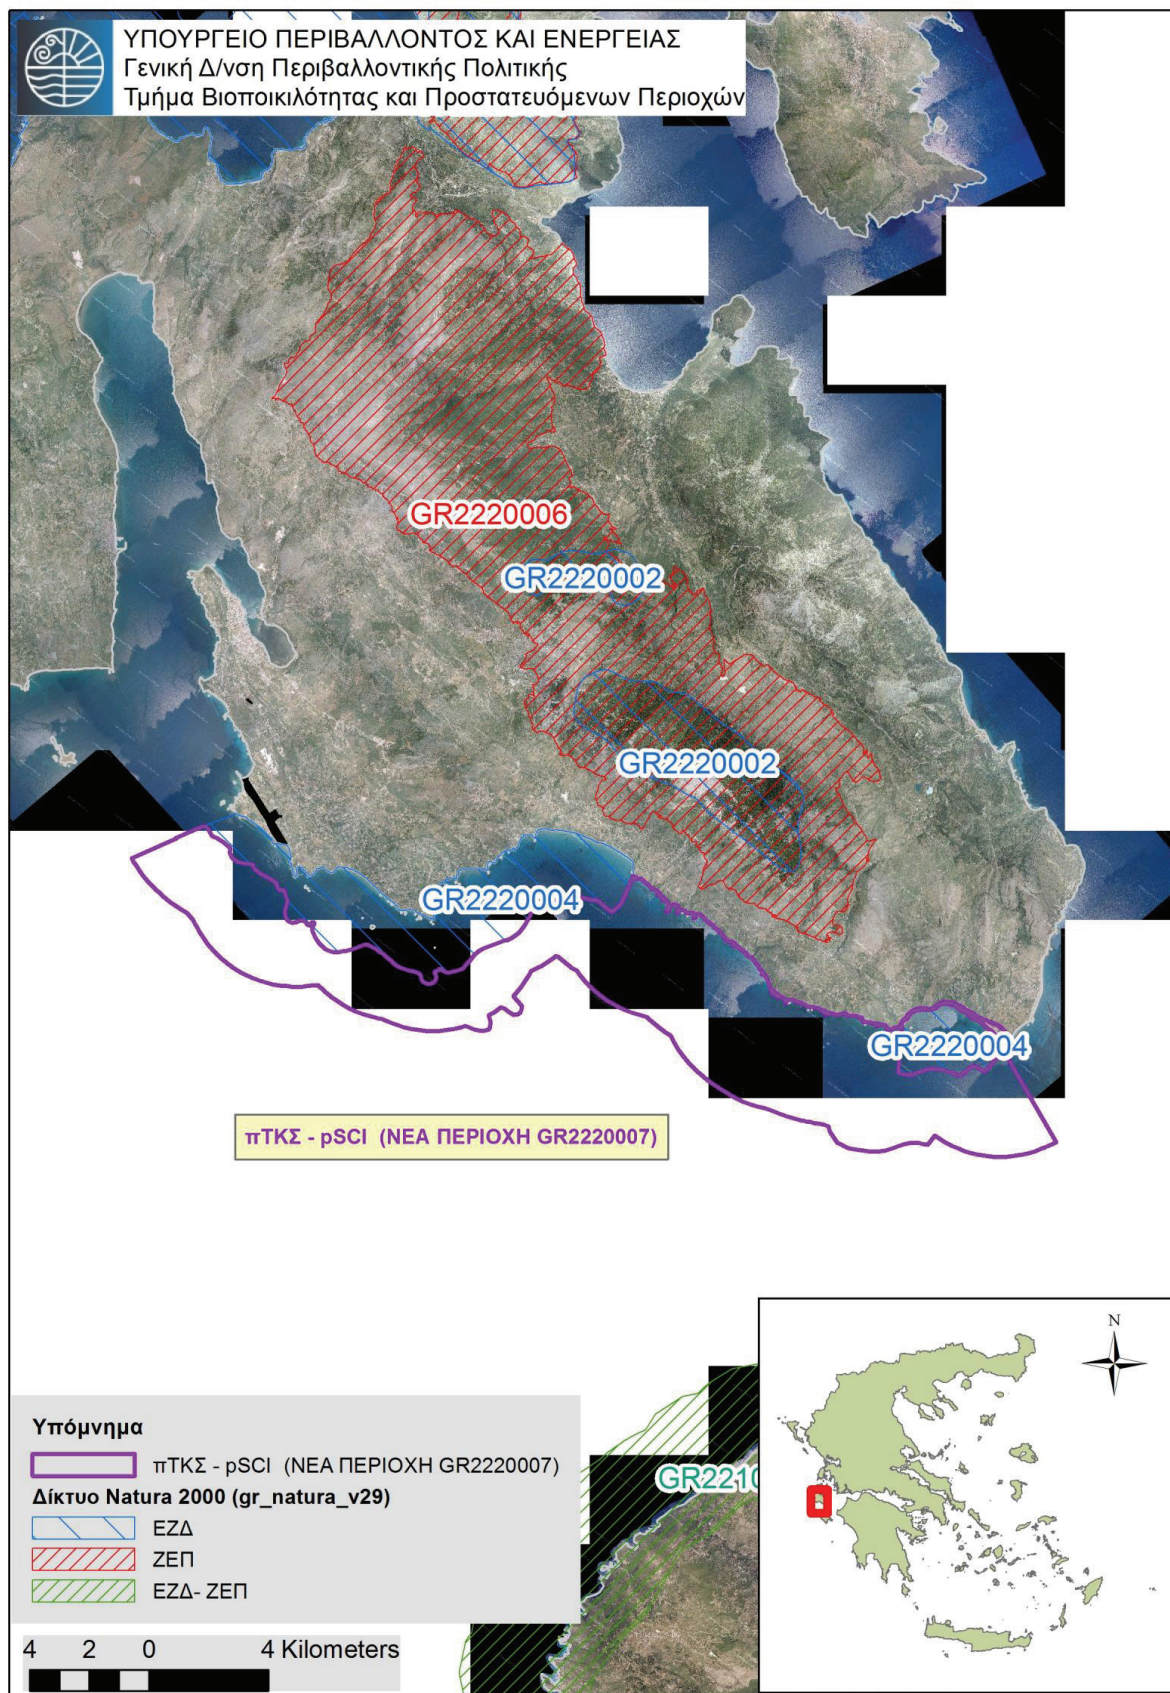 ΥΠΟΥΡΓΕΙΟ ΠΕΡΙΒΑΛΛΟΝΤΟΣ ΚΑΙ ΕΝΕΡΓΕΙΑΣ
Γενική Δ/νση Περιβαλλοντικής Πολιτικής
Τμήμα Βιοποικιλότητας και Προστατευόμενων Περιοχών
GR2220006
GR2220002
GR2220002
GR2220004
GR2220004
πΤΚΣ - pSCI (ΝΕΑ ΠΕΡΙΟΧΗ GR2220007)
N
Υπόμνημα
πΤΚΣ - pSCI (ΝΕΑ ΠΕΡΙΟΧΗ GR2220007)
Δίκτυο Natura 2000 (gr_natura_v29)
ΕΖΔ
ΖΕΠ
ΕΖΔ- ΖΕΠ
GR2210
4 2 0 4 Kilometers